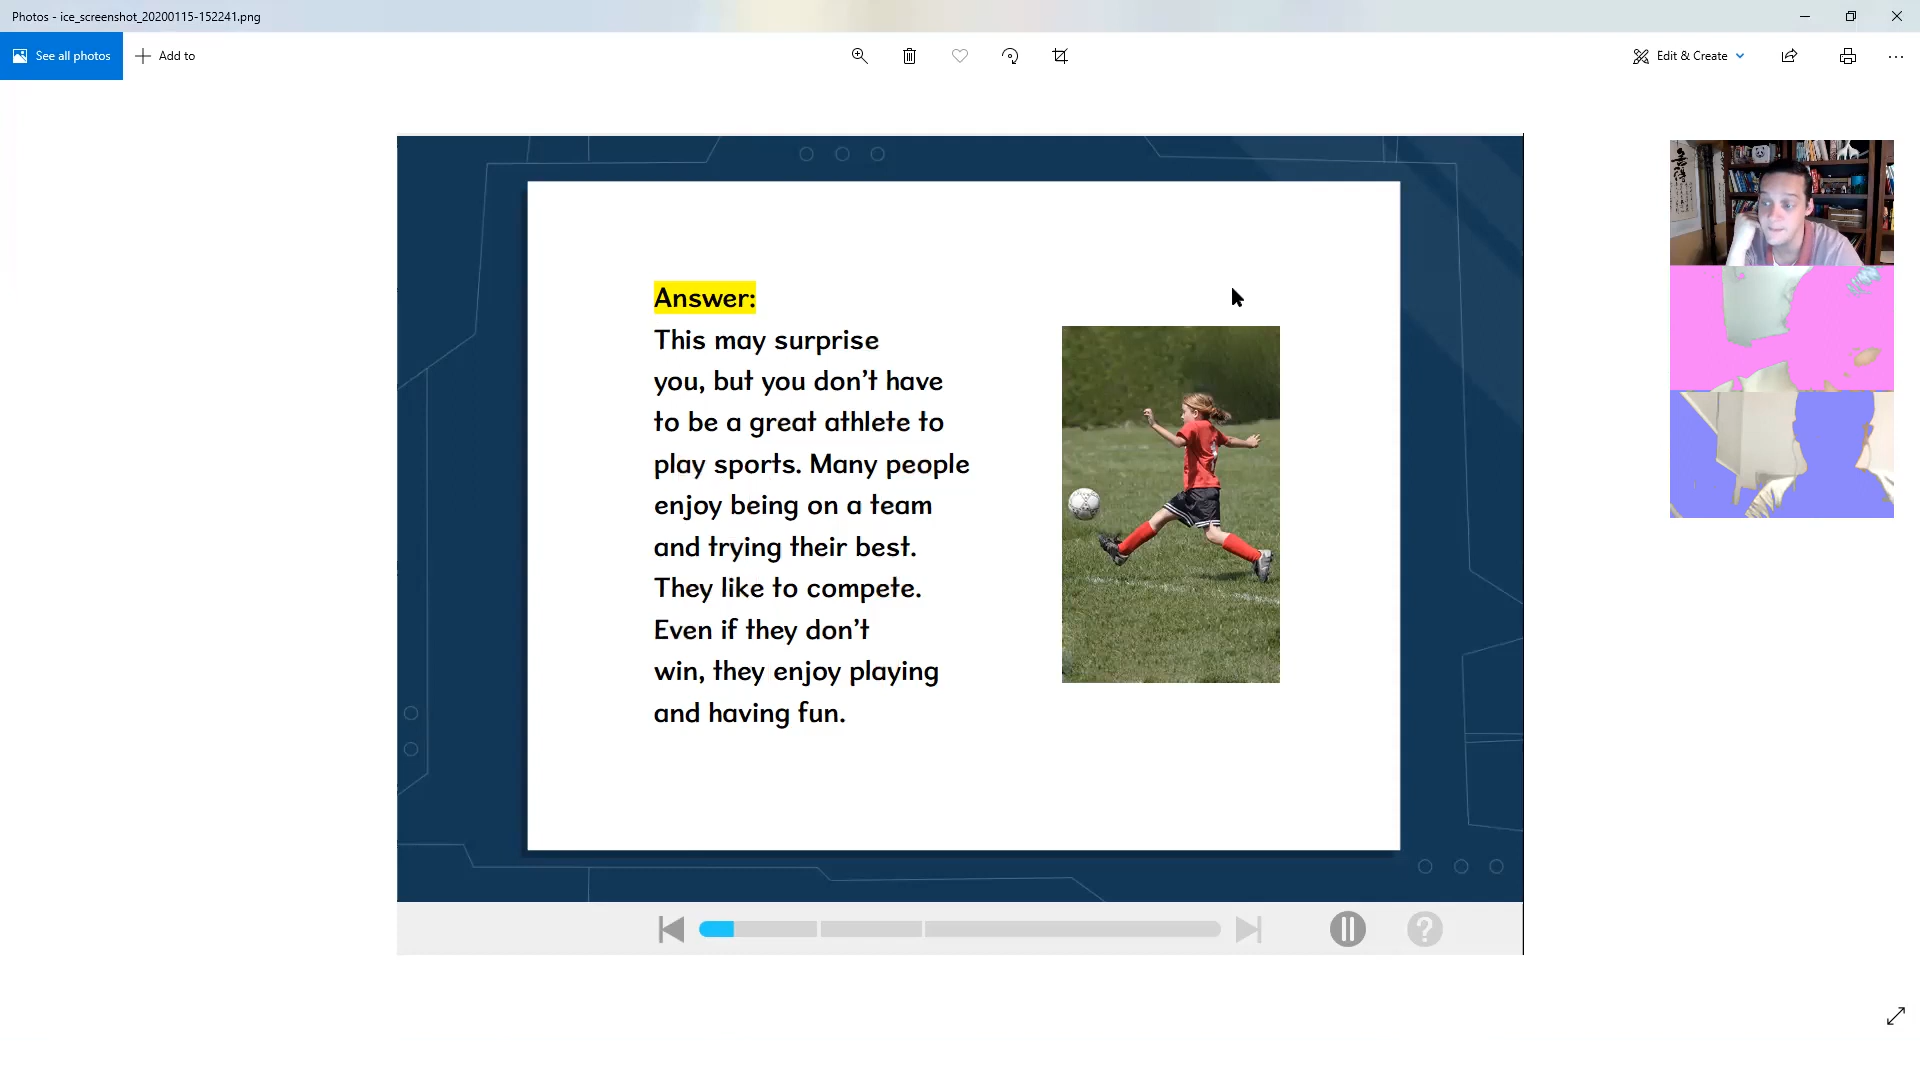 Photos - ice_screenshot_20200115-152241.png
See all photos
Add to
Edit & Create
Answer:
This may surprise
you, but you don't have
to be a great athlete to
play sports. Many people
enjoy being on a team
and trying their best.
They like to compete.
Even if they don't
win, they enjoy playing
and having fun.
?